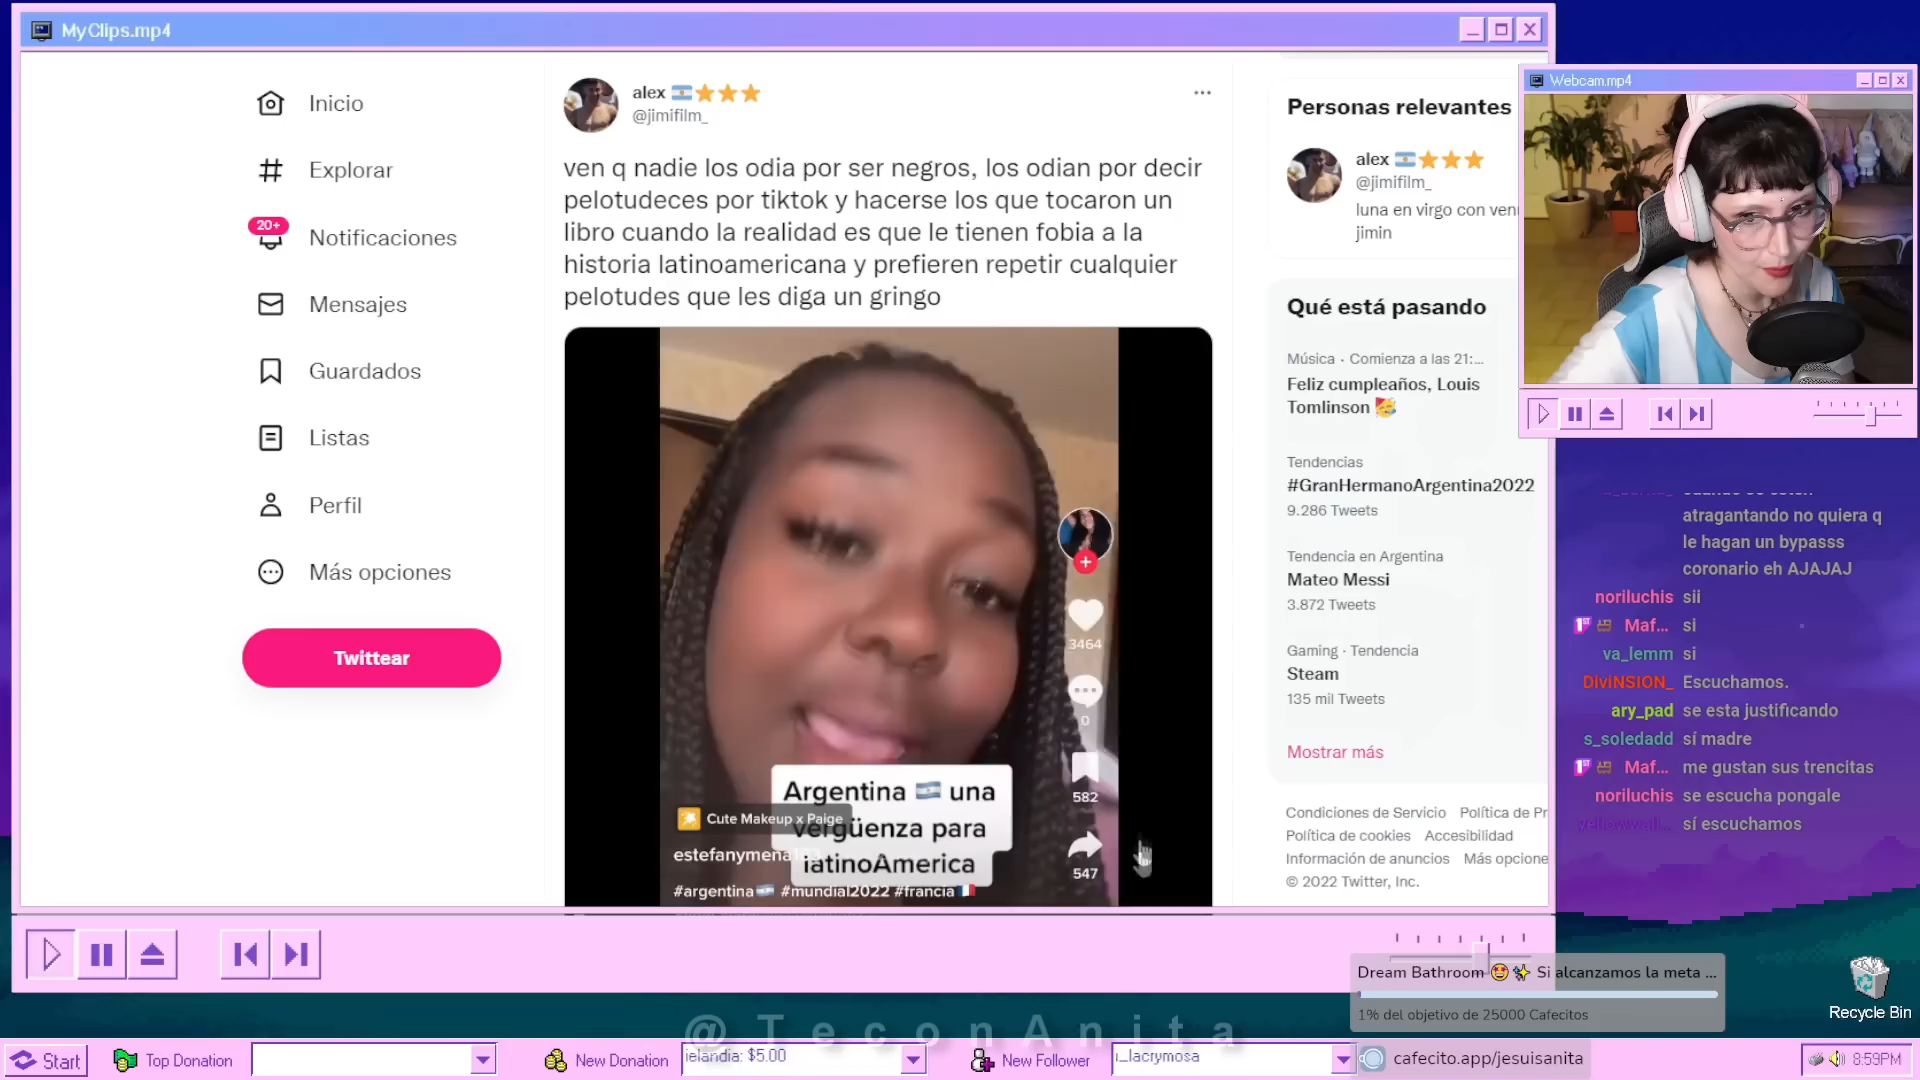 MyClips.mp4
Inicio
Explorar
20+
Notificaciones
Mensajes
Guardados
Listas
Perfil
Más opciones
Twittear
alex
@jimifilm_
ven q nadie los odia por ser negros, los odian por decir
pelotudeces por tiktok y hacerse los que tocaron un
libro cuando la realidad es que le tienen fobia a la
historia latinoamericana y prefieren repetir cualquier
pelotudes que les diga un gringo
3464
0
582
547
Argentina 🇦🇷 una
vergüenza para
latinoAmerica
Cute Makeup x Paige
estefanymena
#argentina🇦🇷 #mundial2022 #francia🇫🇷
Personas relevantes
alex 🇦🇷⭐⭐⭐
@jimifilm_
luna en virgo con ven
jimin
Qué está pasando
Música · Comienza a las 21:...
Feliz cumpleaños, Louis
Tomlinson 🥳
Tendencias
#GranHermanoArgentina2022
9.286 Tweets
Tendencia en Argentina
Mateo Messi
3.872 Tweets
Gaming · Tendencia
Steam
135 mil Tweets
Mostrar más
Condiciones de Servicio Política de Pr
Política de cookies Accesibilidad
Información de anuncios Más opcione
© 2022 Twitter, Inc.
Webcam.mp4
atragantando no quiera q
le hagan un bypasss
coronario eh AJAJAJ
noriluchis sii
Maf... si
va_lemm si
DiviNSION_ Escuchamos.
ary_pad se esta justificando
s_soledadd sí madre
Maf... me gustan sus trencitas
noriluchis se escucha pongale
sí escuchamos
Dream Bathroom 🤩✨ Si alcanzamos la meta ...
1% del objetivo de 25000 Cafecitos
Recycle Bin
@TeconAnita
Start
Top Donation
New Donation
ielandia: $5.00
New Follower
_lacrymosa
cafecito.app/jesuisanita
8:59PM